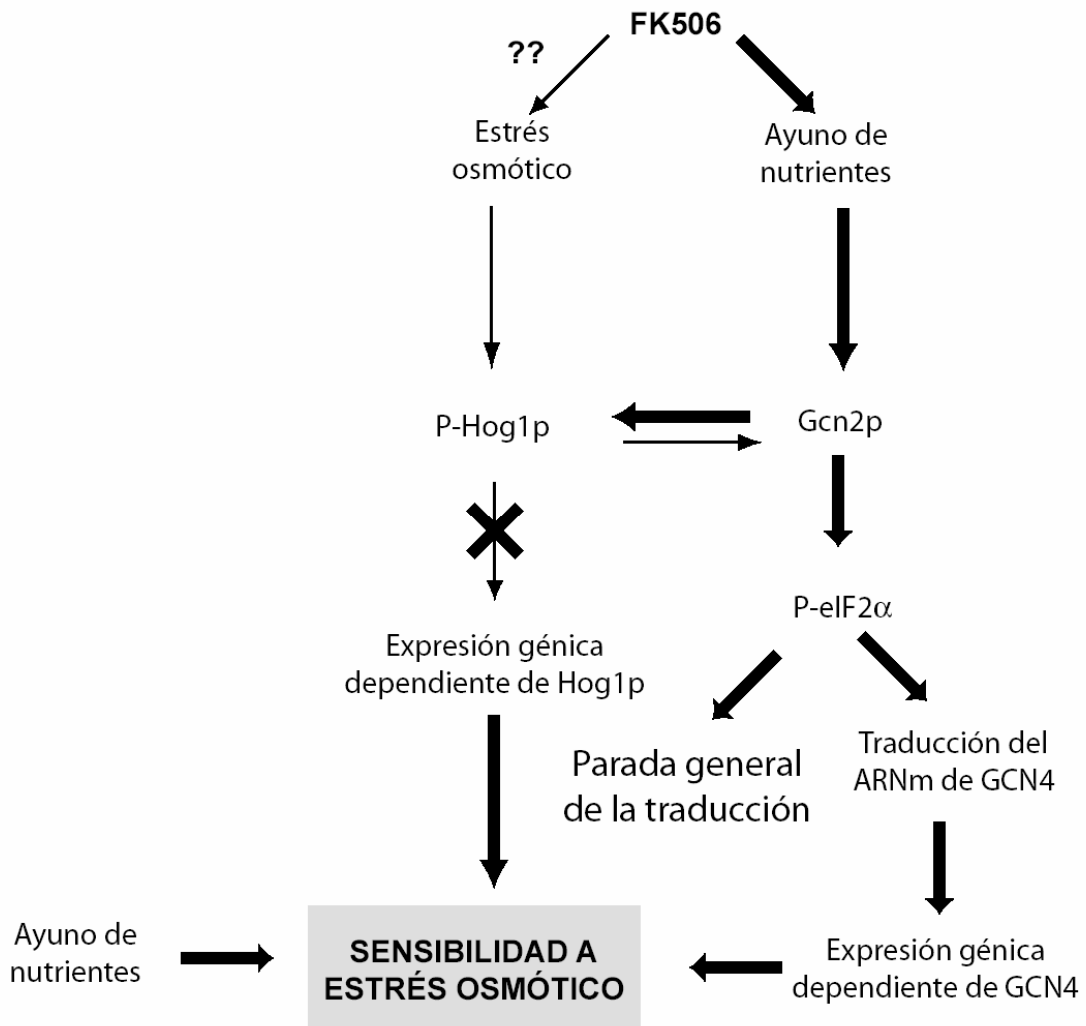 FK506
??
Estrés
osmótico
Ayuno de
nutrientes
P-Hog1p
Gcn2p
P-eIF2α
Expresión génica
dependiente de Hog1p
Parada general
de la traducción
Traducción del
ARNm de GCN4
Ayuno de
nutrientes
SENSIBILIDAD A
ESTRÉS OSMÓTICO
Expresión génica
dependiente de GCN4